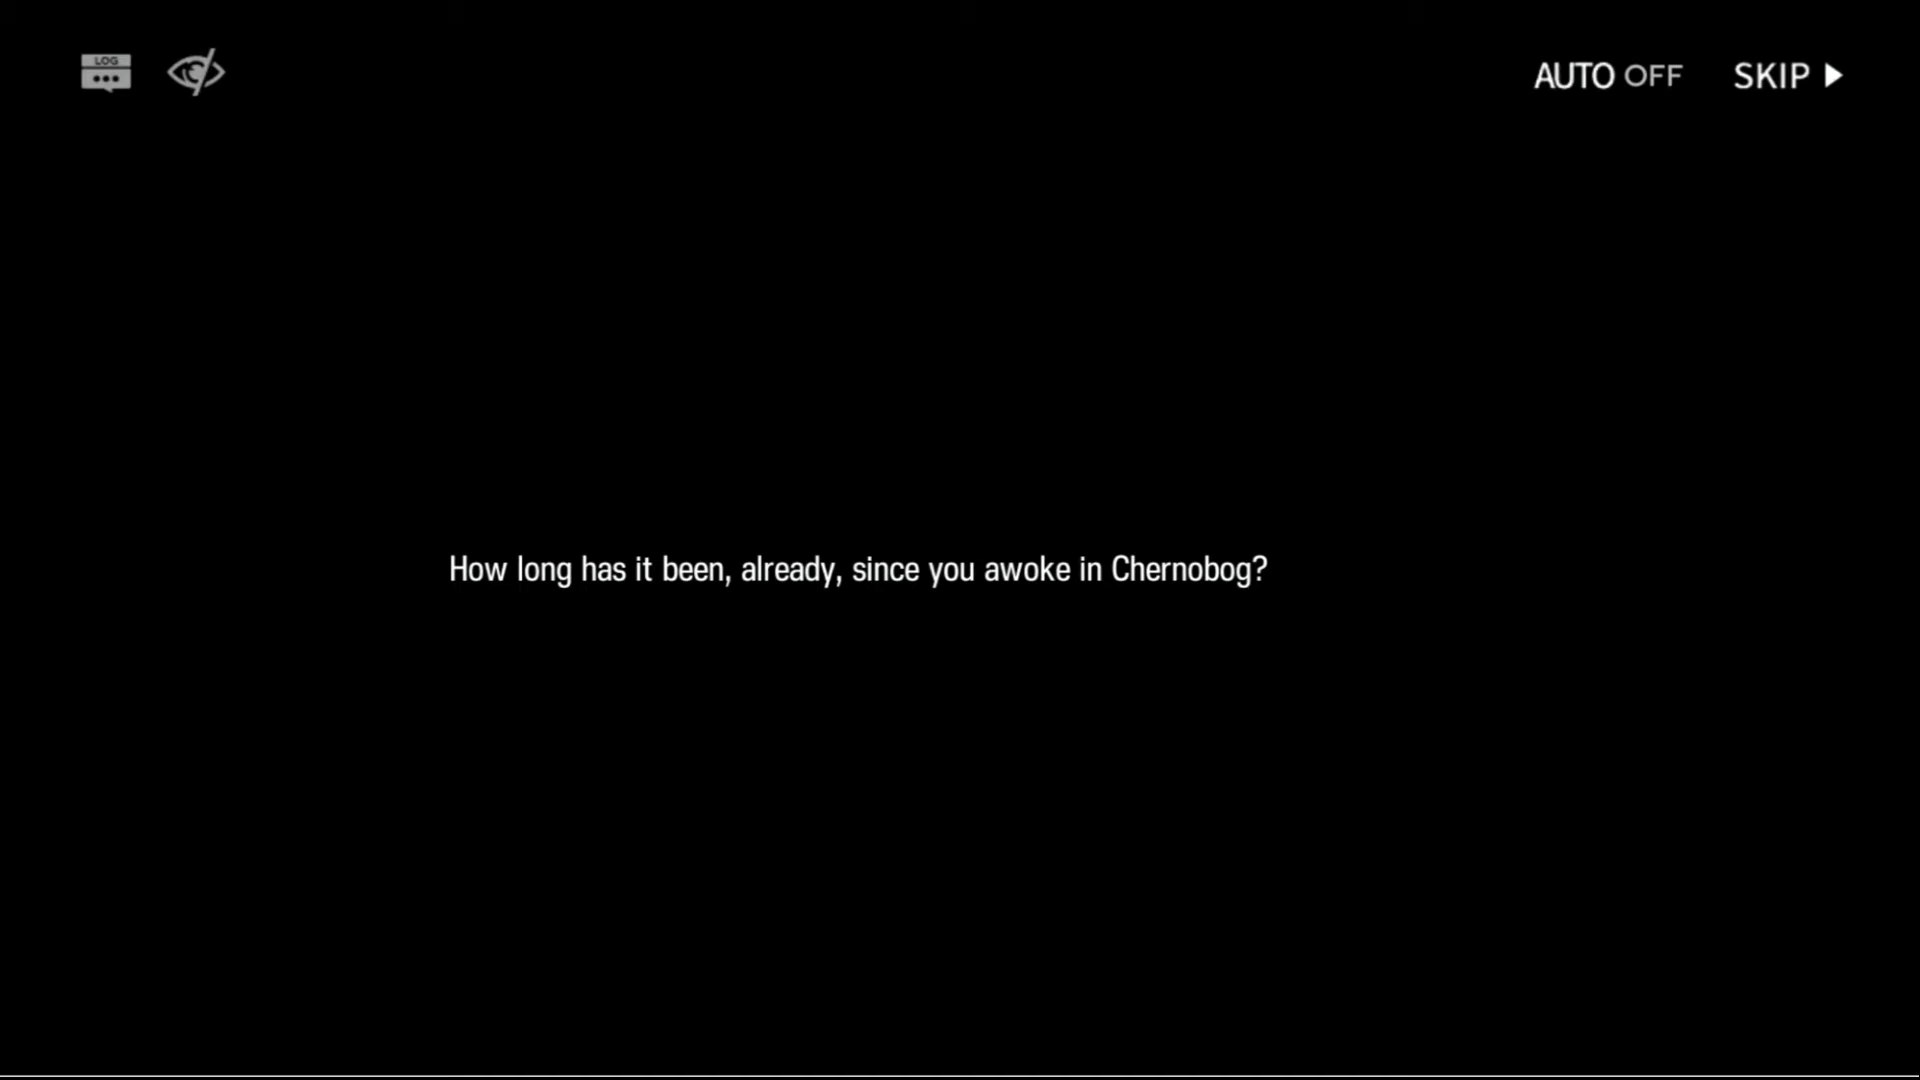 LOG
AUTO OFF SKIP
How long has it been, already, since you awoke in Chernobog?